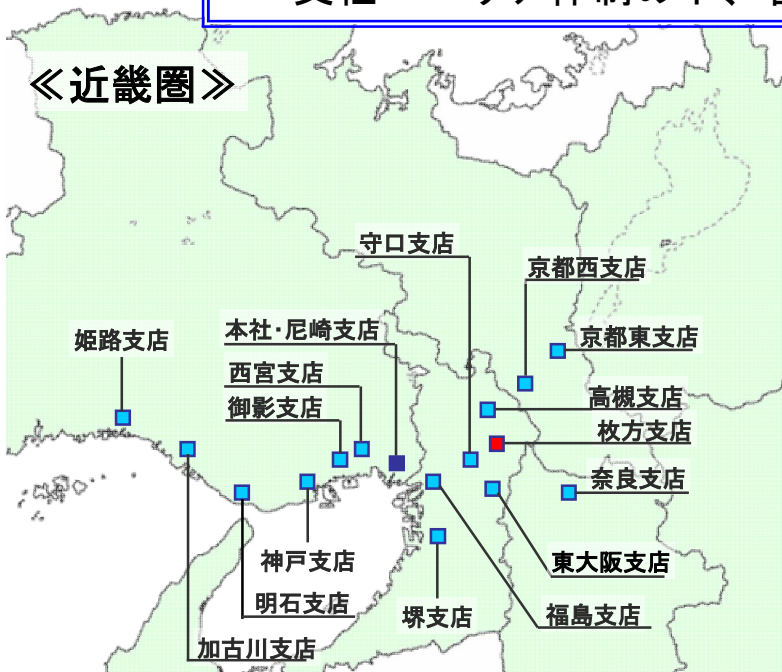 ≪近畿圏≫
守口支店
京都西支店
本社・尼崎支店
京都東支店
姫路支店
西宮支店
高槻支店
御影支店
枚方支店
奈良支店
神戸支店
東大阪支店
明石支店
堺支店
福島支店
加古川支店